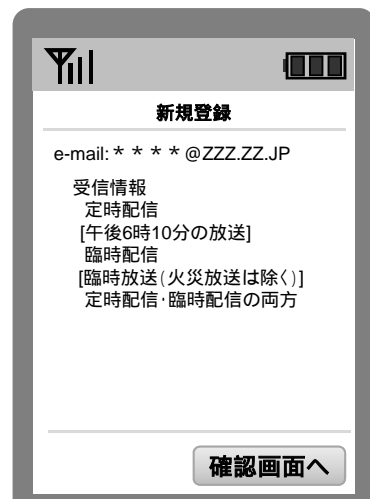 新規登録
e-mail:＊＊＊＊@ZZZ.ZZ.JP
受信情報
定時配信
[午後6時10分の放送]
臨時配信
[臨時放送(火災放送は除く)]
定時配信･臨時配信の両方
確認画面へ